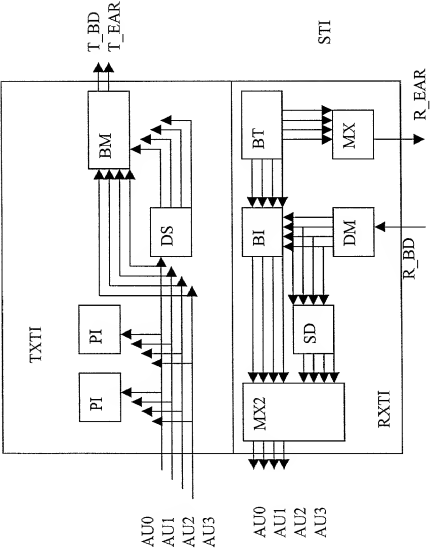 T_BD
T_EAR
STI
R_EAR
BM
BT
MX
DS
BI
DM
R_BD
TXTI
PI
PI
SD
MX2
RXTI
AU0
AU1
AU2
AU3
AU0
AU1
AU2
AU3